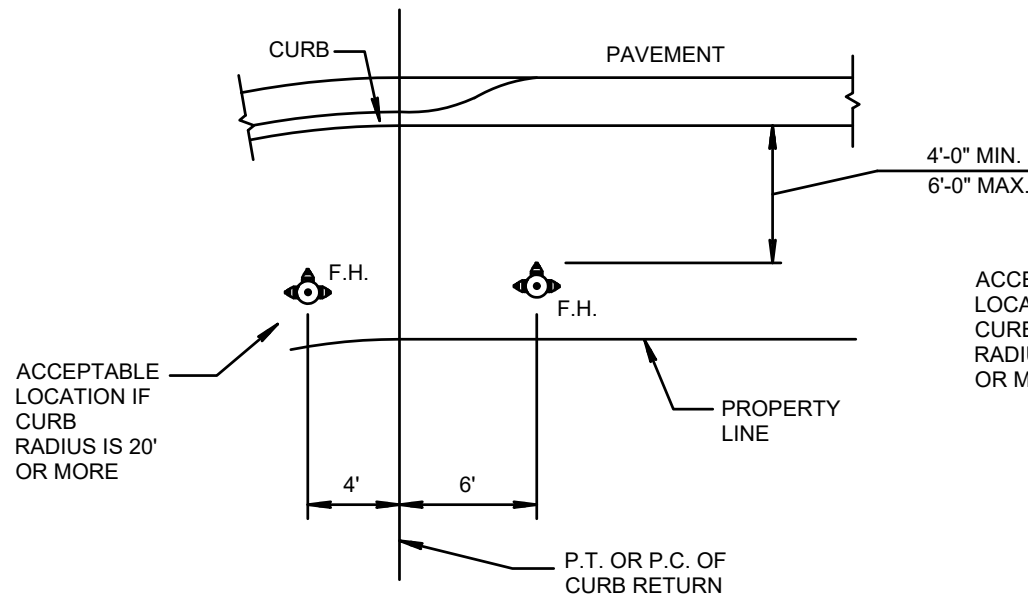 CURB
PAVEMENT
4'-0" MIN.
6'-0" MAX.
F.H.
F.H.
ACCEPTABLE
LOCATION IF
CURB
RADIUS IS 20'
OR MORE
PROPERTY
LINE
4'
6'
P.T. OR P.C. OF
CURB RETURN
OR